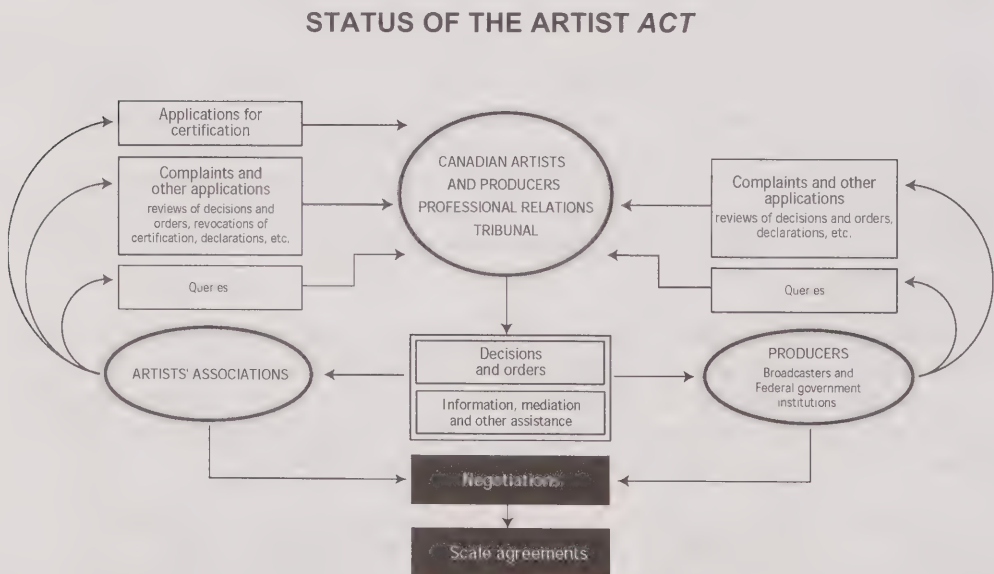 STATUS OF THE ARTIST ACT
Applications for
certification
Complaints and
other applications
reviews of decisions and
orders, revocations of
certification, declarations, etc.
Queries
ARTISTS' ASSOCIATIONS
CANADIAN ARTISTS
AND PRODUCERS
PROFESSIONAL RELATIONS
TRIBUNAL
Decisions
and orders
Information, mediation
and other assistance
Complaints and other
applications
reviews of decisions and orders,
declarations, etc.
Queries
PRODUCERS
Broadcasters and
Federal government
institutions
Negotiations
Scale agreements